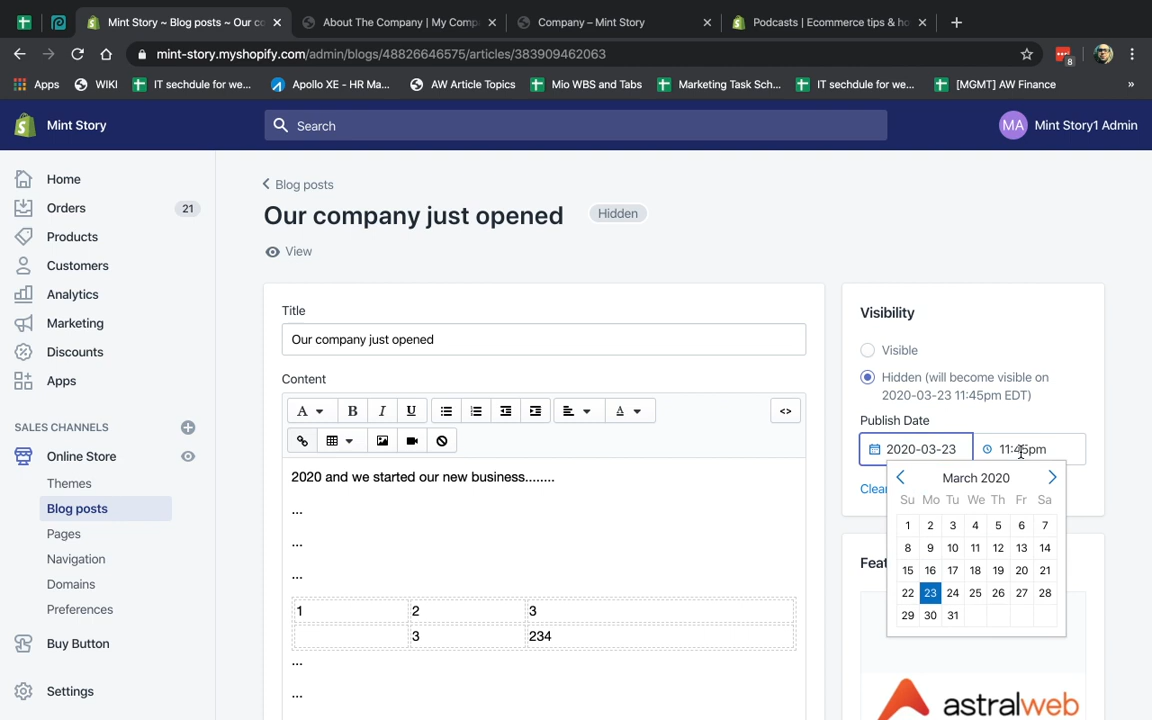 Mint Story ~ Blog posts ~ Our co
About The Company | My Comp
Company – Mint Story
Podcasts | Ecommerce tips & ho
mint-story.myshopify.com/admin/blogs/48826646575/articles/383909462063
8
Apps
WIKI
IT sechdule for we...
Apollo XE - HR Ma...
AW Article Topics
Mio WBS and Tabs
Marketing Task Sch...
IT sechdule for we...
[MGMT] AW Finance
»
Mint Story
Search
MA
Mint Story1 Admin
Home
Orders
21
Products
Customers
Analytics
Marketing
Discounts
Apps
SALES CHANNELS
Online Store
Themes
Blog posts
Pages
Navigation
Domains
Preferences
Buy Button
Settings
Blog posts
Our company just opened
Hidden
View
Title
Our company just opened
Content
A
B
I
U
A
<>
2020 and we started our new business........
...
...
...
1 2 3
3 234
...
...
Visibility
Visible
Hidden (will become visible on
2020-03-23 11:45pm EDT)
Publish Date
2020-03-23
11:45pm
Clear
March 2020
Su Mo Tu We Th Fr Sa
1 2 3 4 5 6 7
8 9 10 11 12 13 14
15 16 17 18 19 20 21
22 23 24 25 26 27 28
29 30 31
Feat
astralweb